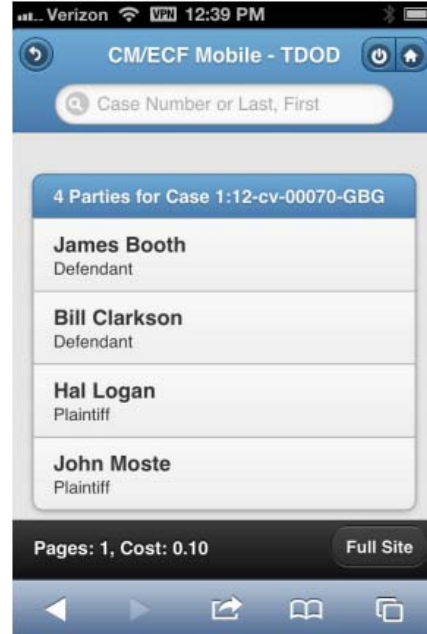 Verizon VPN 12:39 PM
CM/ECF Mobile - TDOD
Case Number or Last, First
4 Parties for Case 1:12-cv-00070-GBG
James Booth
Defendant
Bill Clarkson
Defendant
Hal Logan
Plaintiff
John Moste
Plaintiff
Pages: 1, Cost: 0.10 Full Site